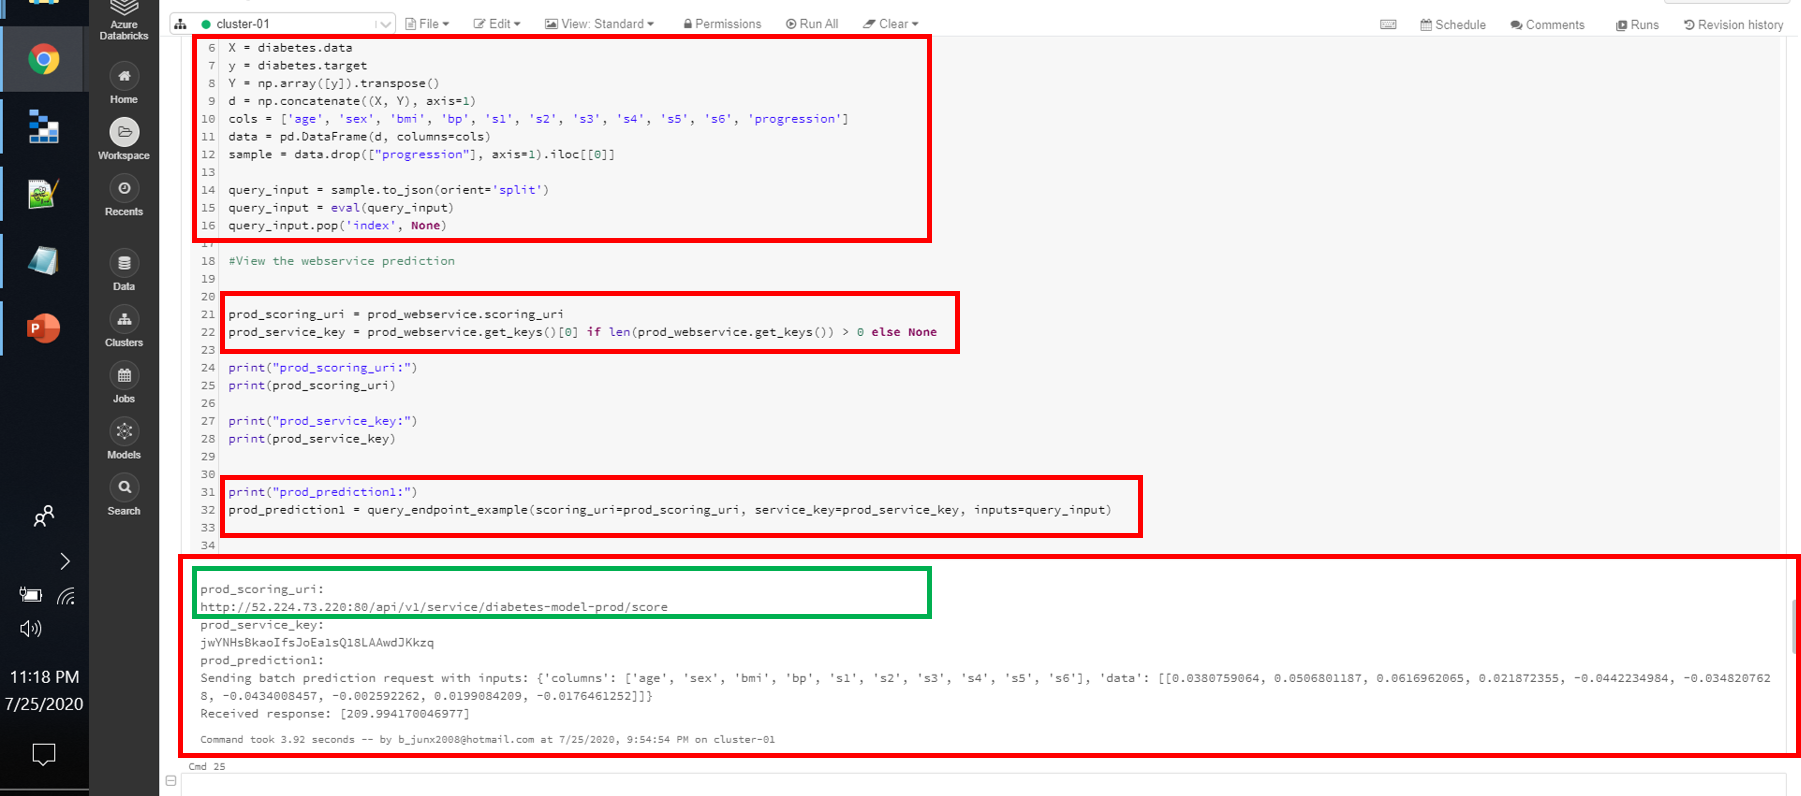 Azure
Databricks
cluster-01
File
Edit
View: Standard
Permissions
Run All
Clear
Schedule
Comments
Runs
Revision history
Home
Workspace
Recents
Data
Clusters
Jobs
Models
Search
11:18 PM
7/25/2020
6 X = diabetes.data
7 y = diabetes.target
8 Y = np.array([y]).transpose()
9 d = np.concatenate((X, Y), axis=1)
10 cols = ['age', 'sex', 'bmi', 'bp', 's1', 's2', 's3', 's4', 's5', 's6', 'progression']
11 data = pd.DataFrame(d, columns=cols)
12 sample = data.drop(["progression"], axis=1).iloc[[0]]
13
14 query_input = sample.to_json(orient='split')
15 query_input = eval(query_input)
16 query_input.pop('index', None)
17
18 #View the webservice prediction
19
20
21 prod_scoring_uri = prod_webservice.scoring_uri
22 prod_service_key = prod_webservice.get_keys()[0] if len(prod_webservice.get_keys()) > 0 else None
23
24 print("prod_scoring_uri:")
25 print(prod_scoring_uri)
26
27 print("prod_service_key:")
28 print(prod_service_key)
29
30
31 print("prod_prediction1:")
32 prod_prediction1 = query_endpoint_example(scoring_uri=prod_scoring_uri, service_key=prod_service_key, inputs=query_input)
33
34
prod_scoring_uri:
http://52.224.73.220:80/api/v1/service/diabetes-model-prod/score
prod_service_key:
jwYNHsBkaoIfsJoEa1sQl8LAAwdJKkzq
prod_prediction1:
Sending batch prediction request with inputs: {'columns': ['age', 'sex', 'bmi', 'bp', 's1', 's2', 's3', 's4', 's5', 's6'], 'data': [[0.0380759064, 0.0506801187, 0.0616962065, 0.021872355, -0.0442234984, -0.034820762
8, -0.0434008457, -0.002592262, 0.0199084209, -0.0176461252]]}
Received response: [209.994170046977]
Command took 3.92 seconds -- by b_junx2008@hotmail.com at 7/25/2020, 9:54:54 PM on cluster-01
Cmd 25